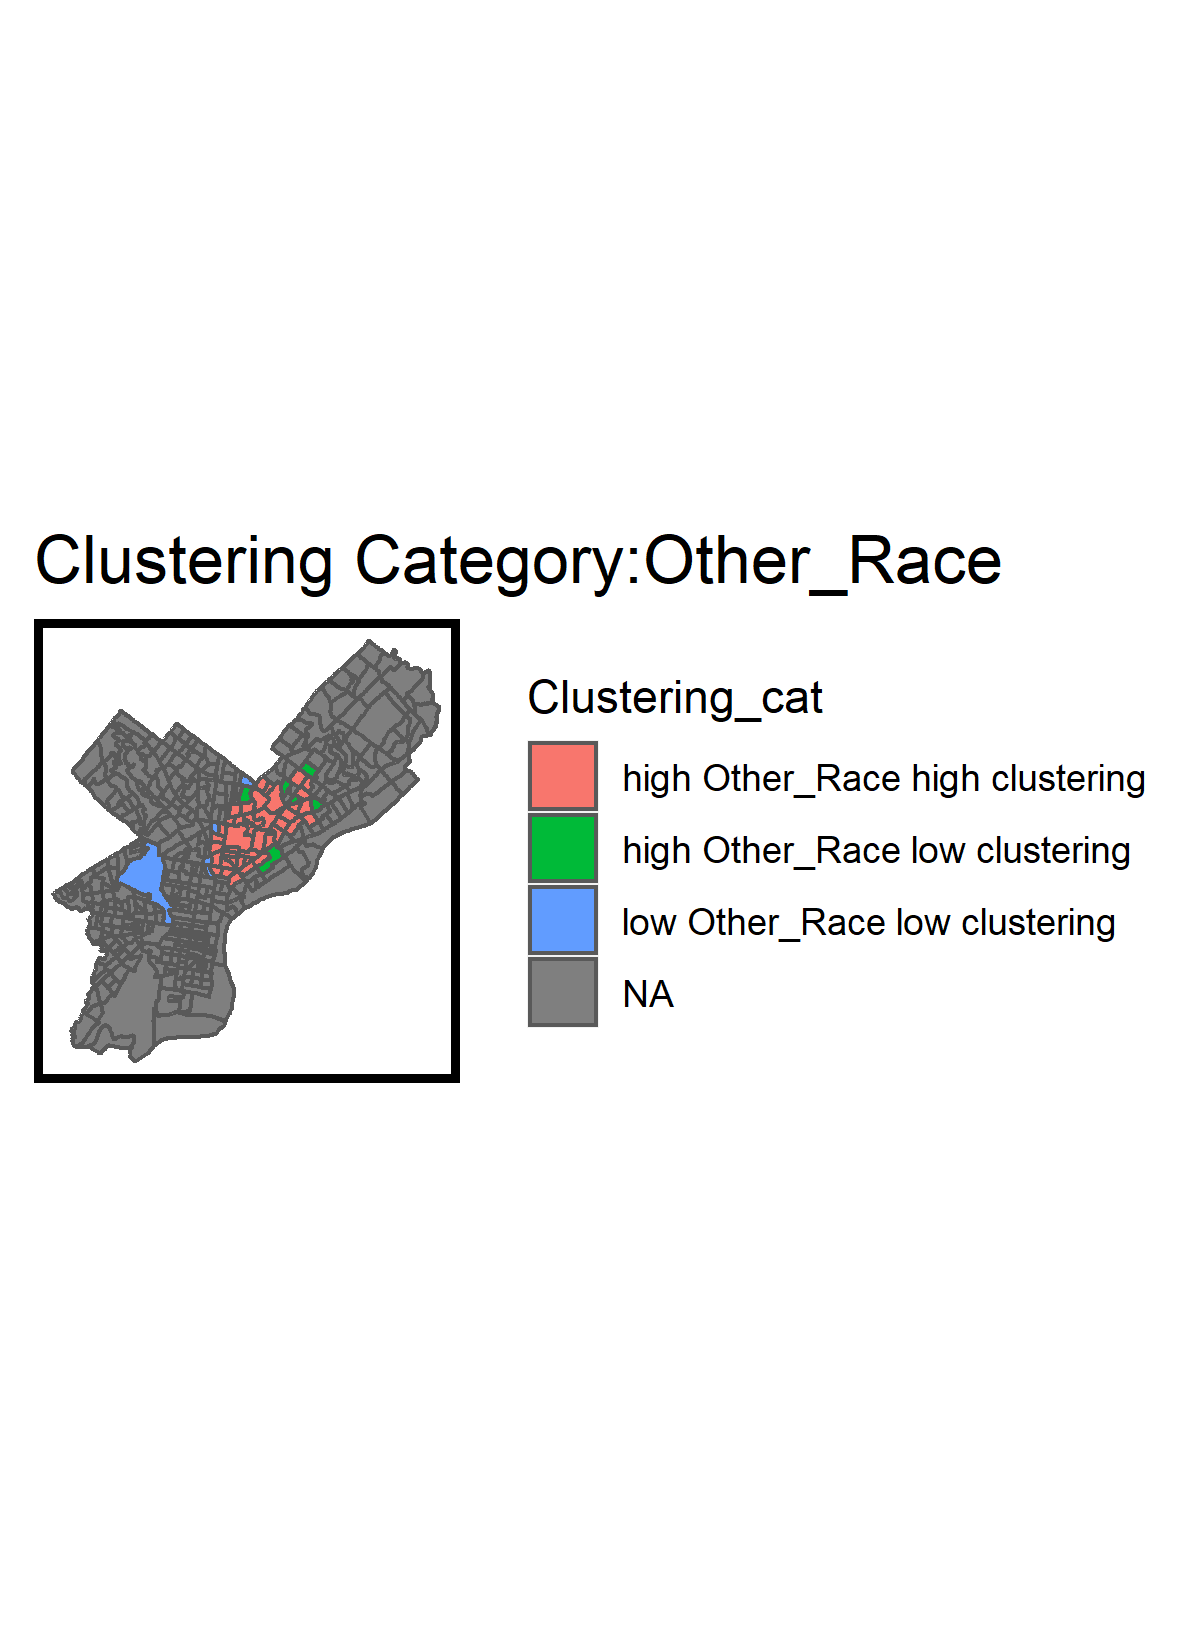 Clustering Category:Other_Race
Clustering_cat
high Other_Race high clustering
high Other_Race low clustering
low Other_Race low clustering
NA